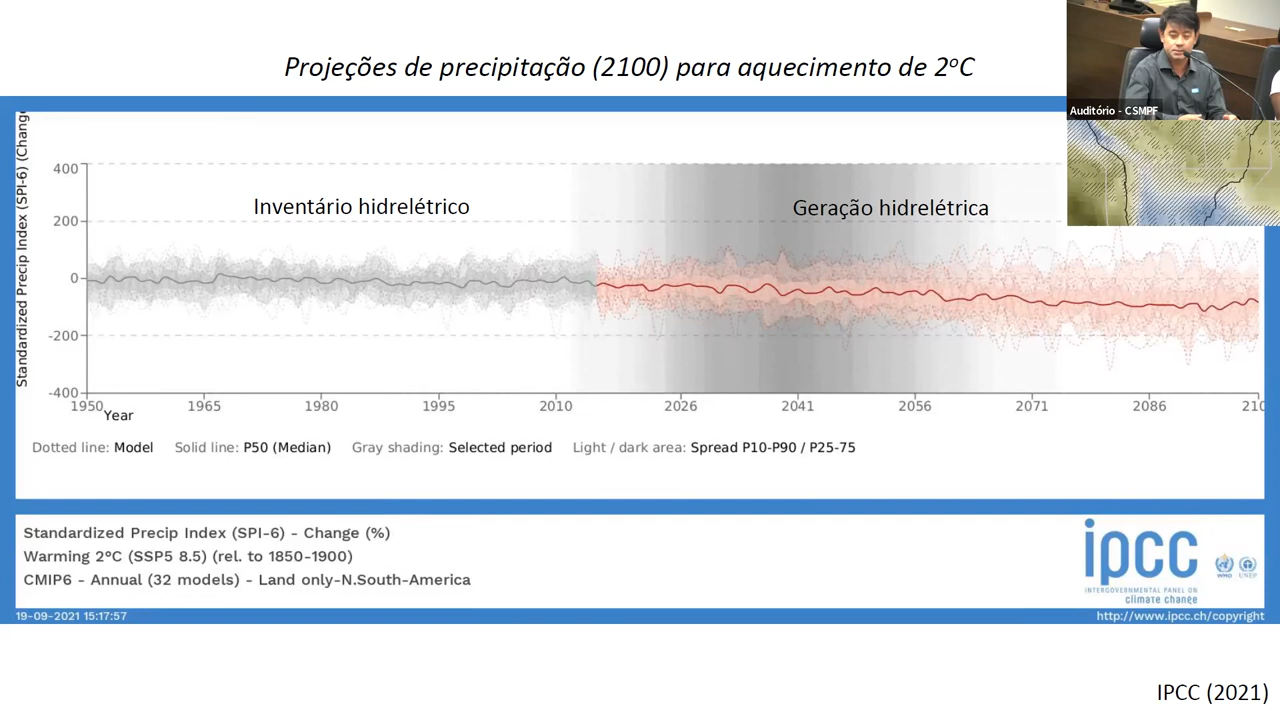 Projeções de precipitação (2100) para aquecimento de 2ºC
Auditório - CSMPF
Standardized Precip Index (SPI-6) (Chang
400
200
0
-200
-400
Inventário hidrelétrico
Geração hidrelétrica
1950
1965
1980
1995
2010
2026
2041
2056
2071
2086
210
Year
Dotted line: Model
Solid line: P50 (Median)
Gray shading: Selected period
Light / dark area: Spread P10-P90 / P25-75
Standardized Precip Index (SPI-6) - Change (%)
Warming 2°C (SSP5 8.5) (rel. to 1850-1900)
CMIP6 - Annual (32 models) - Land only-N.South-America
ipcc
INTERGOVERNMENTAL PANEL ON
climate change
WMO
UNEP
19-09-2021 15:17:57
http://www.ipcc.ch/copyright
IPCC (2021)